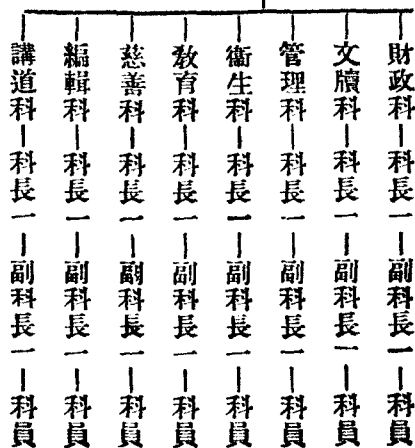 財政科 科長一 副科長一 科員
文牘科 科長一 副科長一 科員
管理科 科長一 副科長一 科員
衞生科 科長一 副科長一 科員
教育科 科長一 副科長一 科員
慈善科 科長一 副科長一 科員
編輯科 科長一 副科長一 科員
講道科 科長一 副科長一 科員